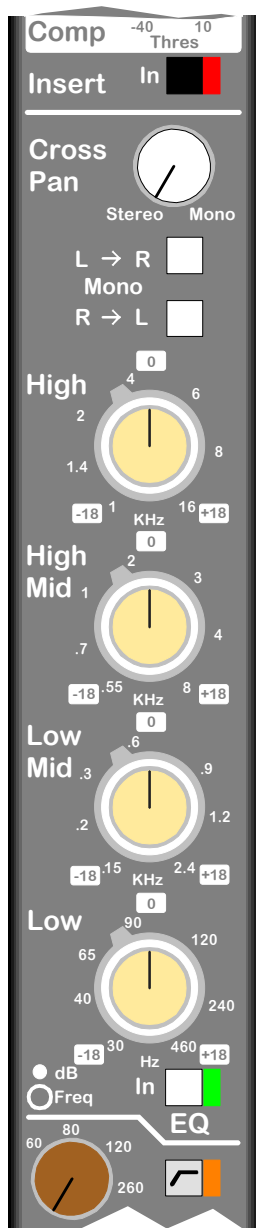 Comp -40 10
Thres
Insert In
Cross
Pan
Stereo Mono
L → R
Mono
R → L
0
High 4 6
2
8
1.4
-18 1 KHz 16 +18
0
High 2 3
Mid 1
4
.7
-18 .55 KHz 8 +18
0
Low .6 .9
Mid .3
1.2
.2
-18 .15 KHz 2.4 +18
0
Low 90 120
65
40 240
-18 30 Hz 460 +18
dB In
Freq
EQ
60 80 120
260